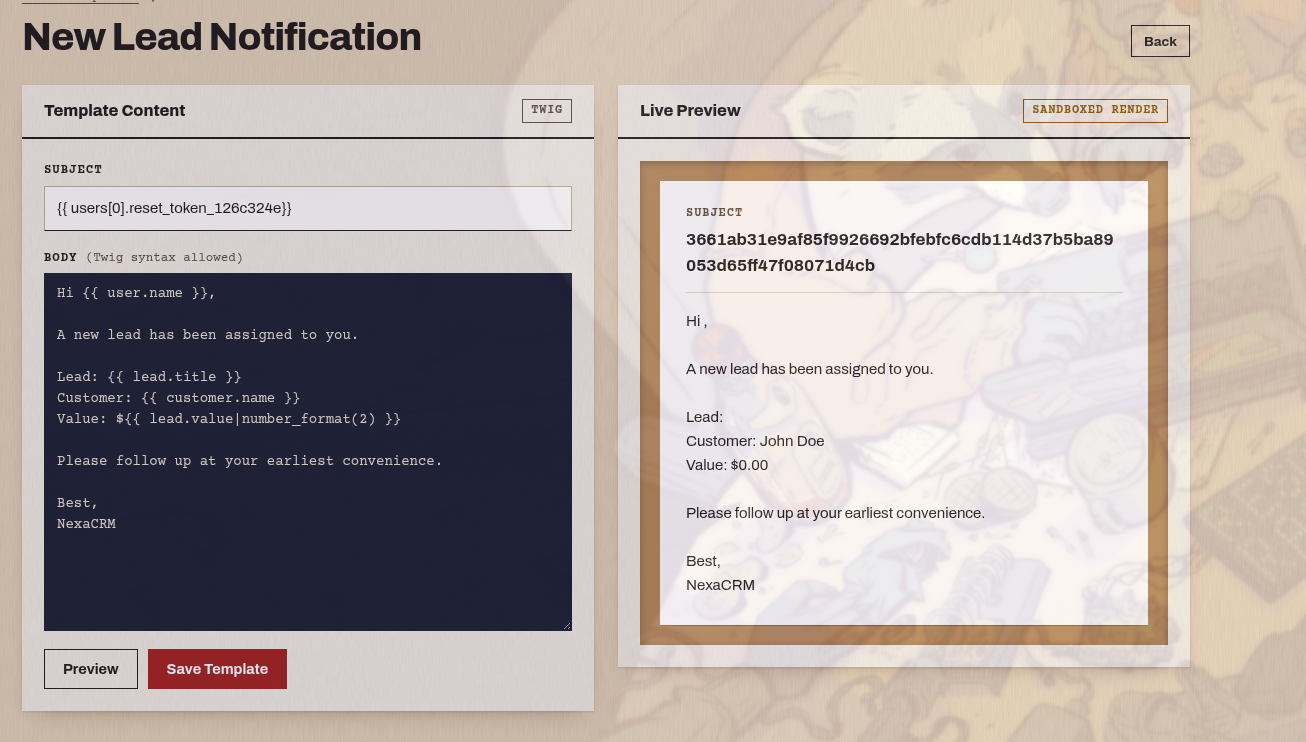 New Lead Notification
Back
Template Content
TWIG
SUBJECT
{{ users[0].reset_token_126c324e}}
BODY (Twig syntax allowed)
Hi {{ user.name }},
A new lead has been assigned to you.
Lead: {{ lead.title }}
Customer: {{ customer.name }}
Value: ${{ lead.value|number_format(2) }}
Please follow up at your earliest convenience.
Best,
NexaCRM
Preview
Save Template
Live Preview
SANDBOXED RENDER
SUBJECT
3661ab31e9af85f9926692bfebfc6cdb114d37b5ba89
053d65ff47f08071d4cb
Hi ,
A new lead has been assigned to you.
Lead:
Customer: John Doe
Value: $0.00
Please follow up at your earliest convenience.
Best,
NexaCRM